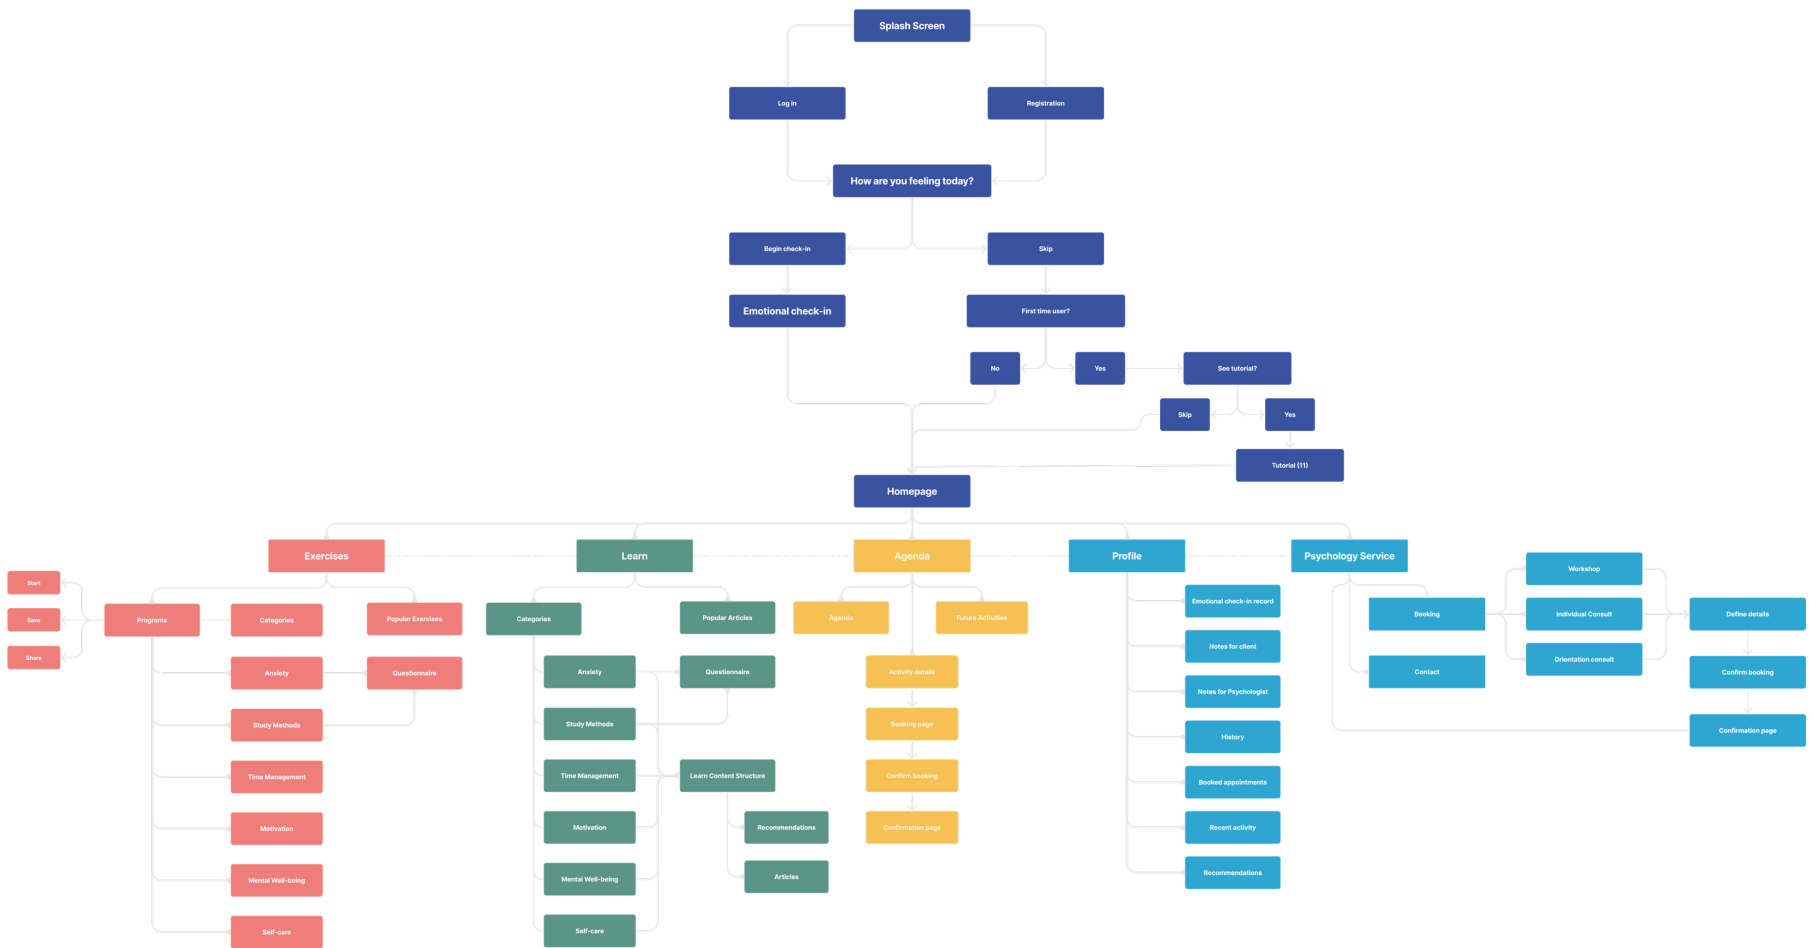 Splash Screen
Log in
Registration
How are you feeling today?
Begin check-in
Skip
Emotional check-in
First time user?
No
Yes
See tutorial?
Skip
Yes
Tutorial (11)
Homepage
Exercises
Learn
Agenda
Profile
Psychology Service
Start
Save
Share
Programs
Categories
Popular Exercises
Anxiety
Questionnaire
Study Methods
Time Management
Motivation
Mental Well-being
Self-care
Categories
Popular Articles
Anxiety
Questionnaire
Study Methods
Time Management
Learn Content Structure
Motivation
Recommendations
Mental Well-being
Articles
Self-care
Agenda
Future Activities
Activity details
Booking page
Confirm booking
Confirmation page
Emotional check-in record
Notes for client
Notes for Psychologist
History
Booked appointments
Recent activity
Recommendations
Booking
Contact
Workshop
Individual Consult
Orientation consult
Define details
Confirm booking
Confirmation page